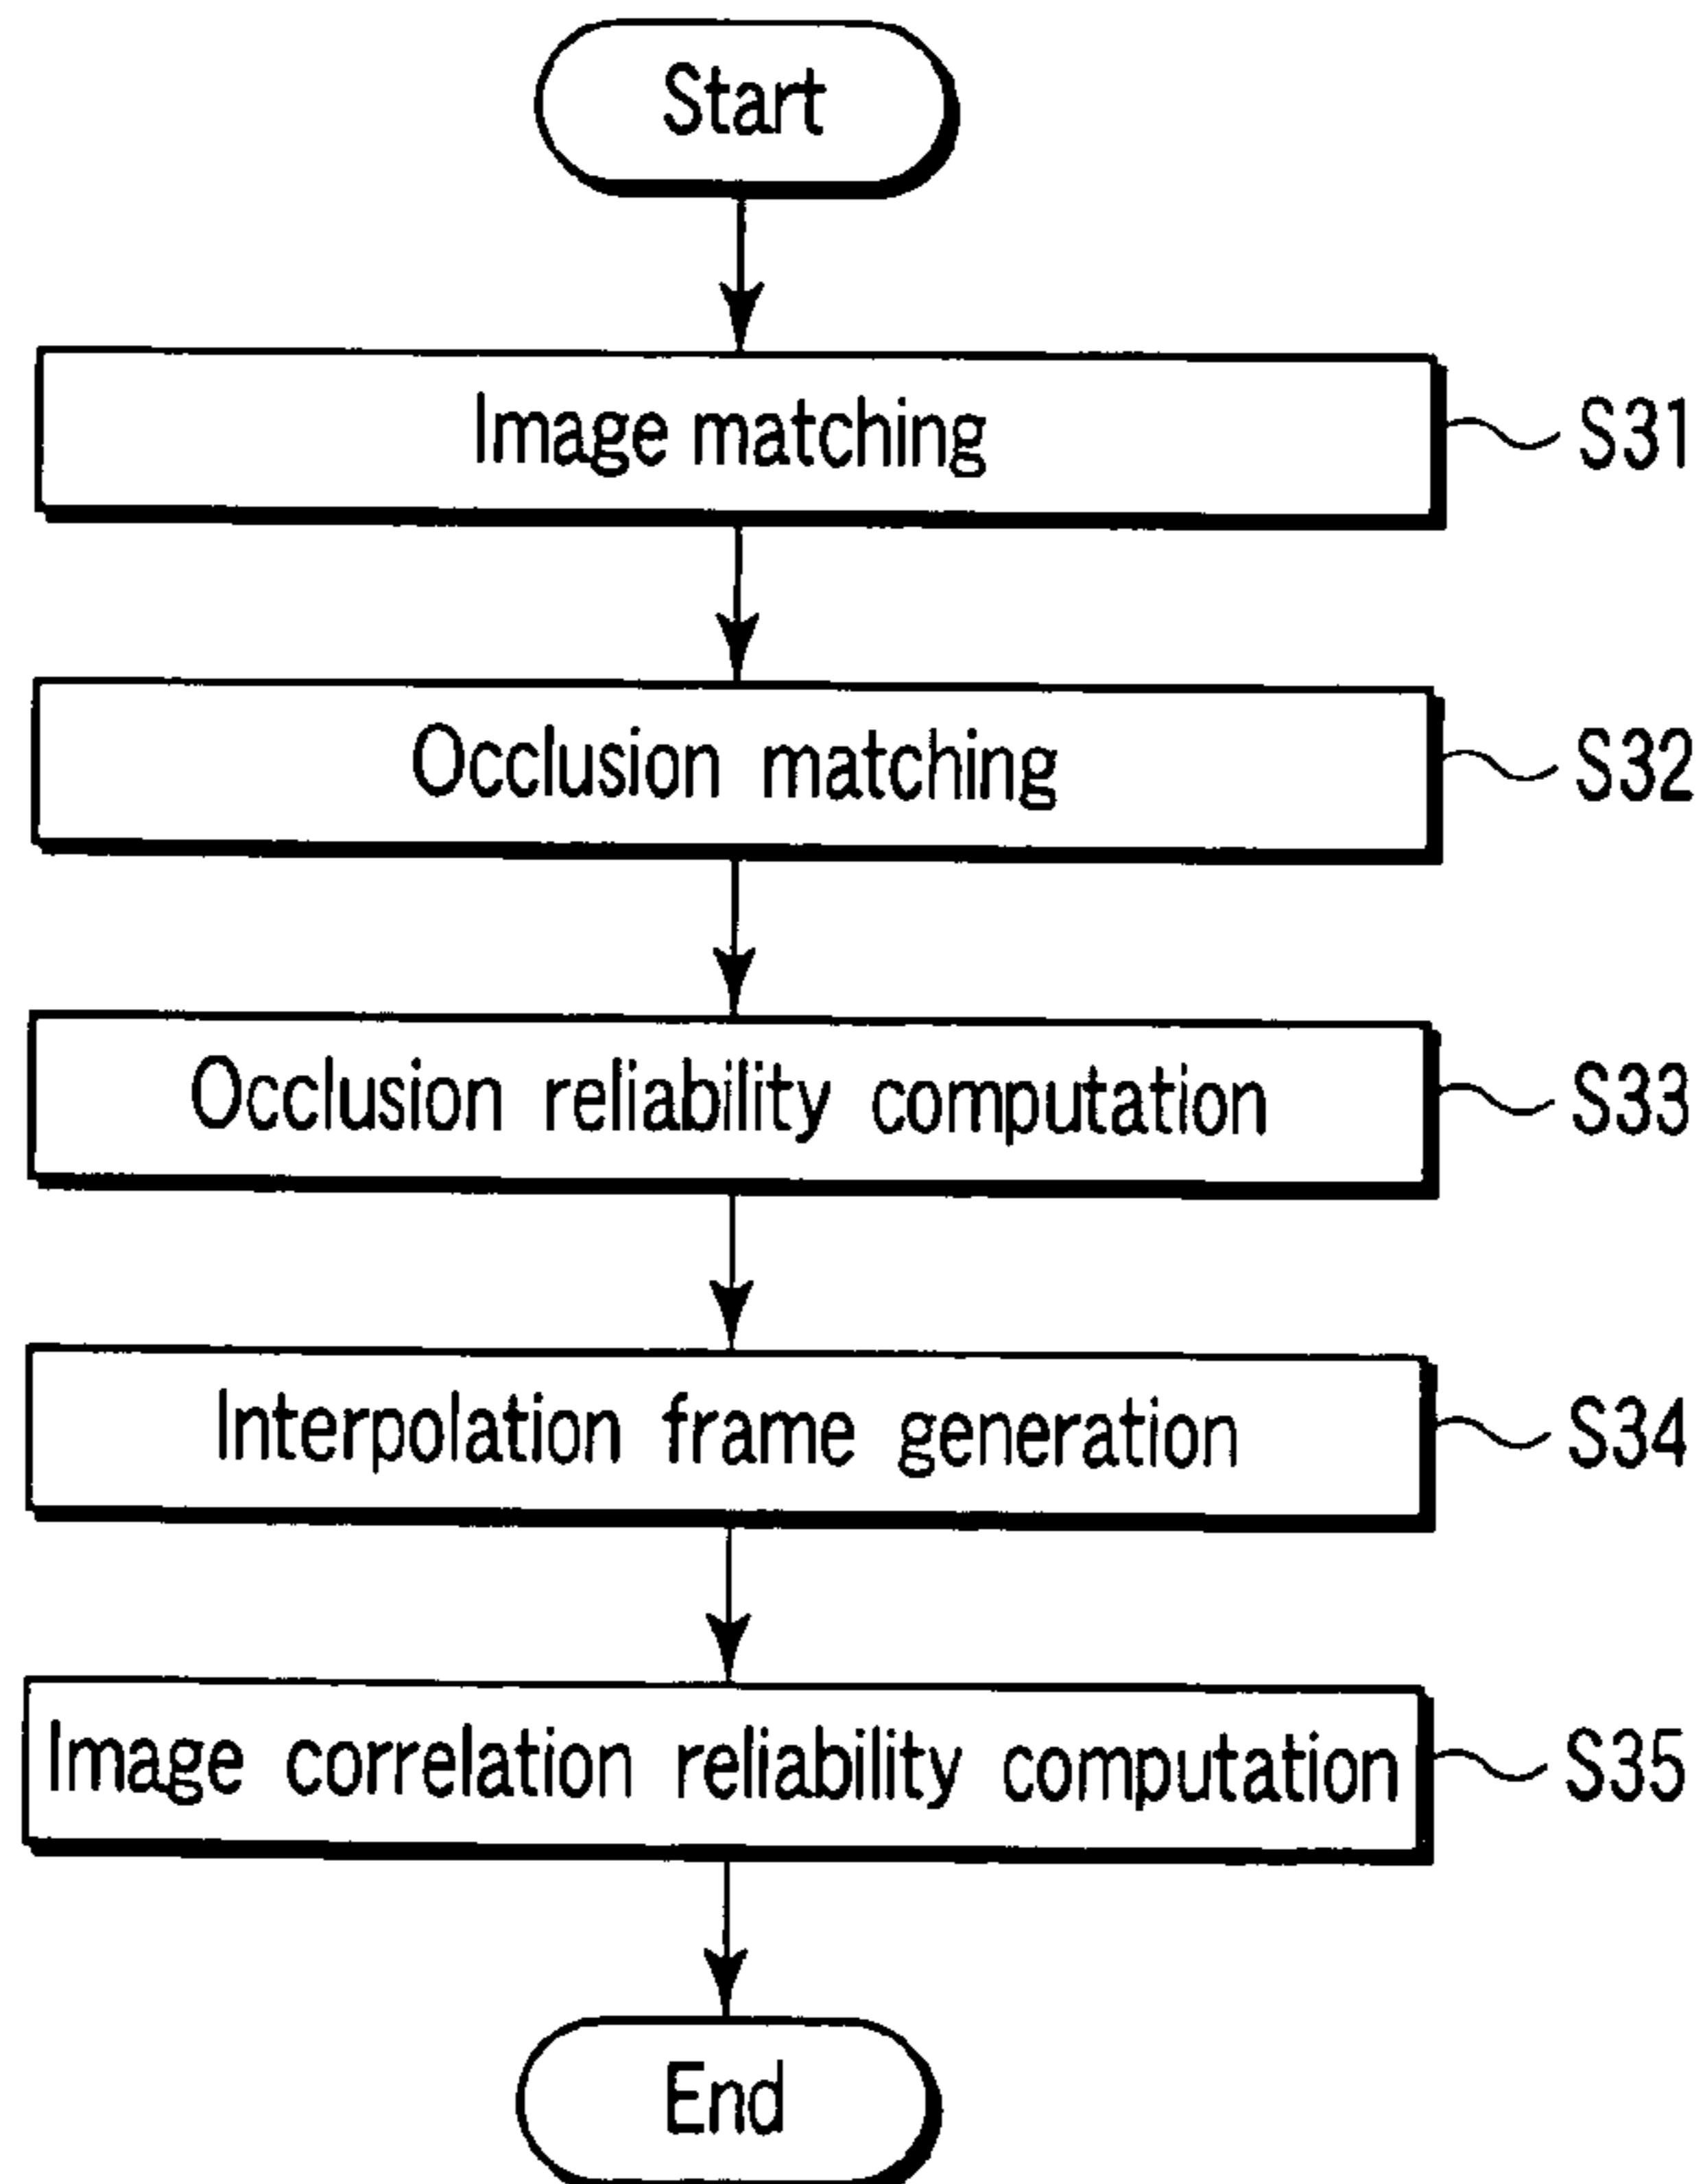 Start
Image matching
S31
Occlusion matching
S32
Occlusion reliability computation
S33
Interpolation frame generation
S34
Image correlation reliability computation
S35
End